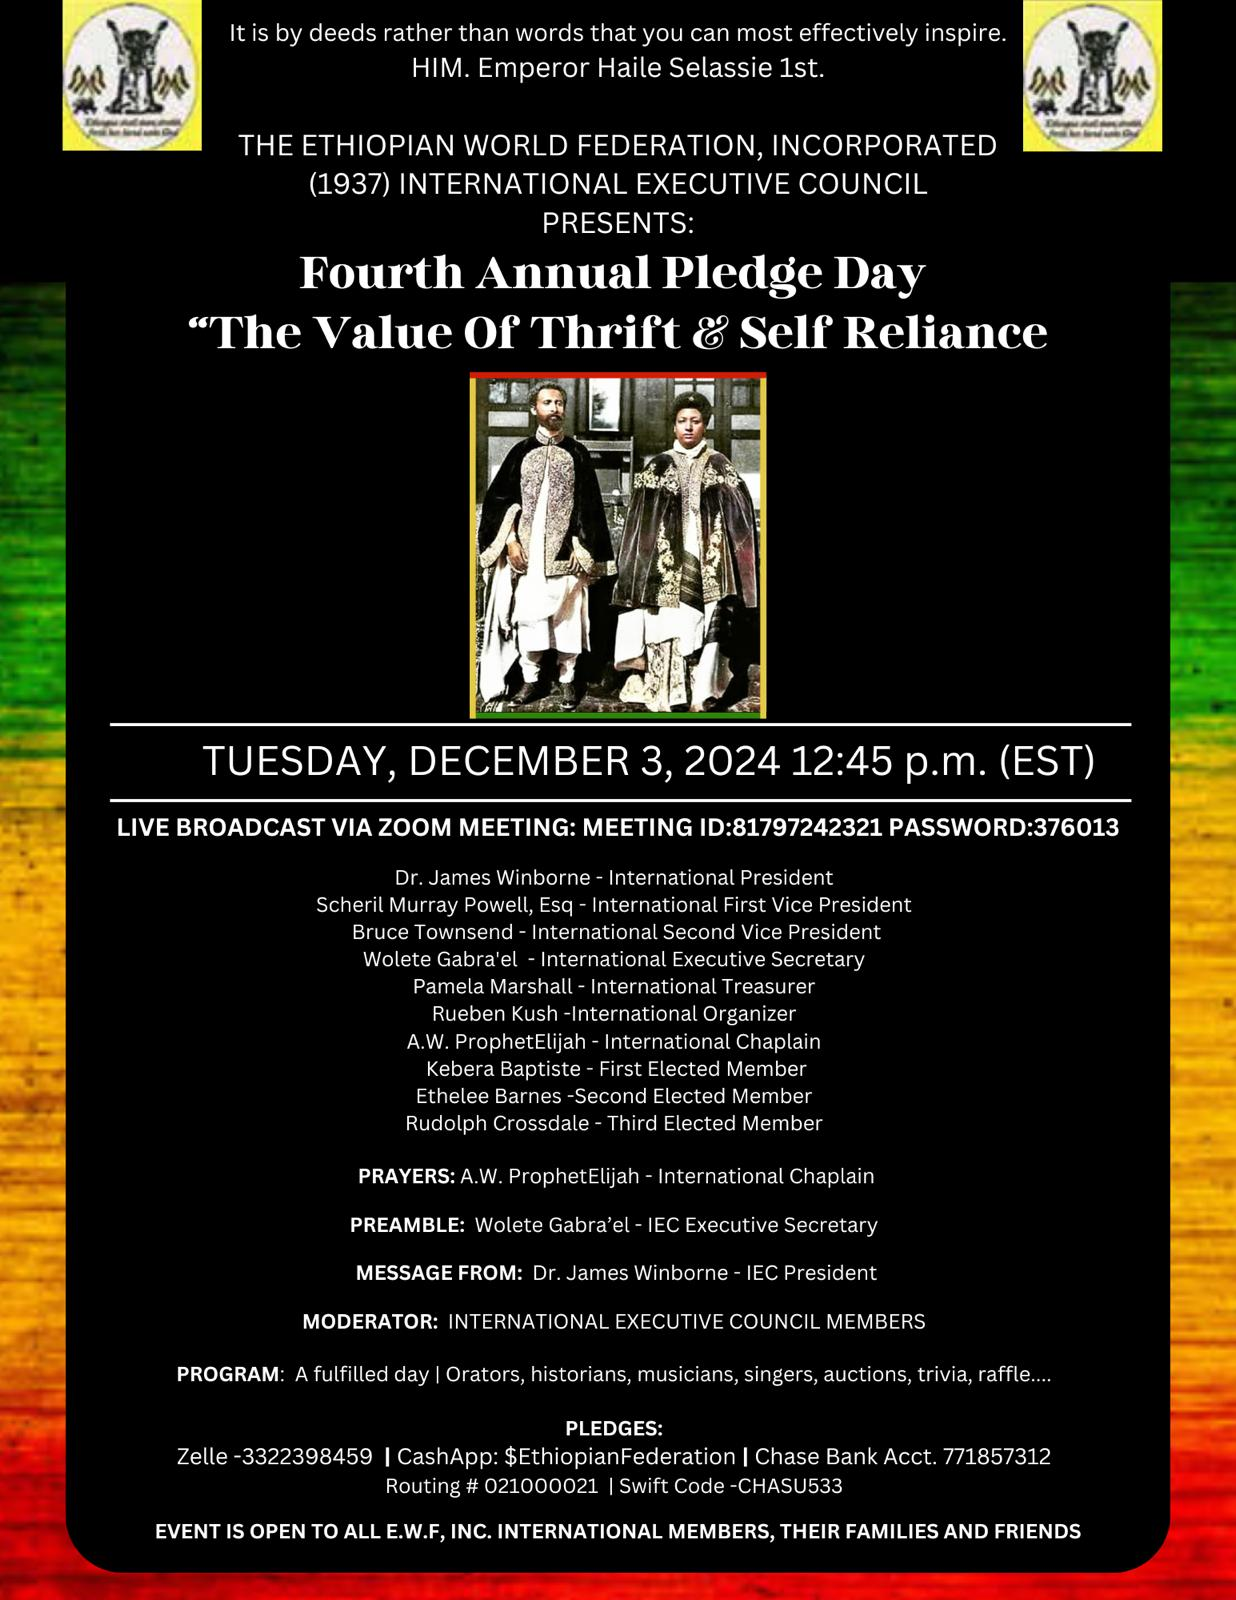 It is by deeds rather than words that you can most effectively inspire.
HIM. Emperor Haile Selassie 1st.
THE ETHIOPIAN WORLD FEDERATION, INCORPORATED
(1937) INTERNATIONAL EXECUTIVE COUNCIL
PRESENTS:
Fourth Annual Pledge Day
“The Value Of Thrift & Self Reliance
TUESDAY, DECEMBER 3, 2024 12:45 p.m. (EST)
LIVE BROADCAST VIA ZOOM MEETING: MEETING ID:81797242321 PASSWORD:376013
Dr. James Winborne - International President
Scheril Murray Powell, Esq - International First Vice President
Bruce Townsend - International Second Vice President
Wolete Gabra'el  - International Executive Secretary
Pamela Marshall - International Treasurer
Rueben Kush -International Organizer
A.W. ProphetElijah - International Chaplain
Kebera Baptiste - First Elected Member
Ethelee Barnes -Second Elected Member
Rudolph Crossdale - Third Elected Member
PRAYERS: A.W. ProphetElijah - International Chaplain
PREAMBLE:  Wolete Gabra’el - IEC Executive Secretary
MESSAGE FROM:  Dr. James Winborne - IEC President
MODERATOR:  INTERNATIONAL EXECUTIVE COUNCIL MEMBERS
PROGRAM:  A fulfilled day | Orators, historians, musicians, singers, auctions, trivia, raffle....
PLEDGES:
Zelle -3322398459  | CashApp: $EthiopianFederation | Chase Bank Acct. 771857312
Routing # 021000021  | Swift Code -CHASU533
EVENT IS OPEN TO ALL E.W.F, INC. INTERNATIONAL MEMBERS, THEIR FAMILIES AND FRIENDS